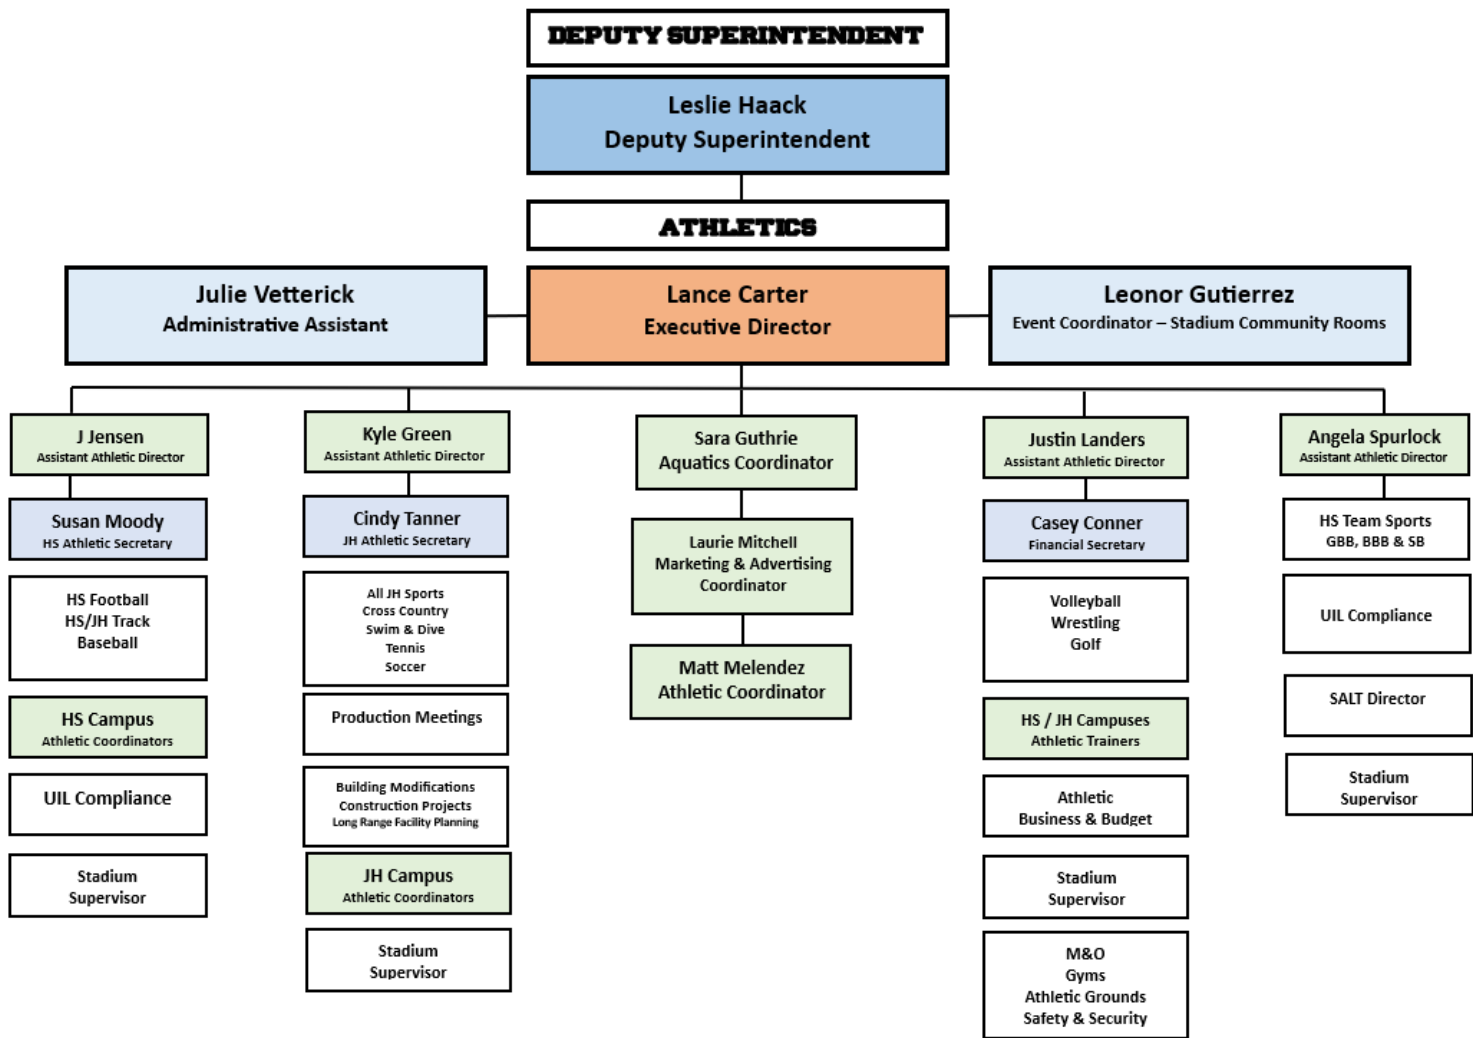 DEPUTY SUPERINTENDENT
Leslie Haack
Deputy Superintendent
ATHLETICS
Julie Vetterick
Administrative Assistant
Lance Carter
Executive Director
Leonor Gutierrez
Event Coordinator – Stadium Community Rooms
J Jensen
Assistant Athletic Director
Susan Moody
HS Athletic Secretary
HS Football
HS/JH Track
Baseball
HS Campus
Athletic Coordinators
UIL Compliance
Stadium
Supervisor
Kyle Green
Assistant Athletic Director
Cindy Tanner
JH Athletic Secretary
All JH Sports
Cross Country
Swim & Dive
Tennis
Soccer
Production Meetings
Building Modifications
Construction Projects
Long Range Facility Planning
JH Campus
Athletic Coordinators
Stadium
Supervisor
Sara Guthrie
Aquatics Coordinator
Laurie Mitchell
Marketing & Advertising
Coordinator
Matt Melendez
Athletic Coordinator
Justin Landers
Assistant Athletic Director
Casey Conner
Financial Secretary
Volleyball
Wrestling
Golf
HS / JH Campuses
Athletic Trainers
Athletic
Business & Budget
Stadium
Supervisor
M&O
Gyms
Athletic Grounds
Safety & Security
Angela Spurlock
Assistant Athletic Director
HS Team Sports
GBB, BBB & SB
UIL Compliance
SALT Director
Stadium
Supervisor